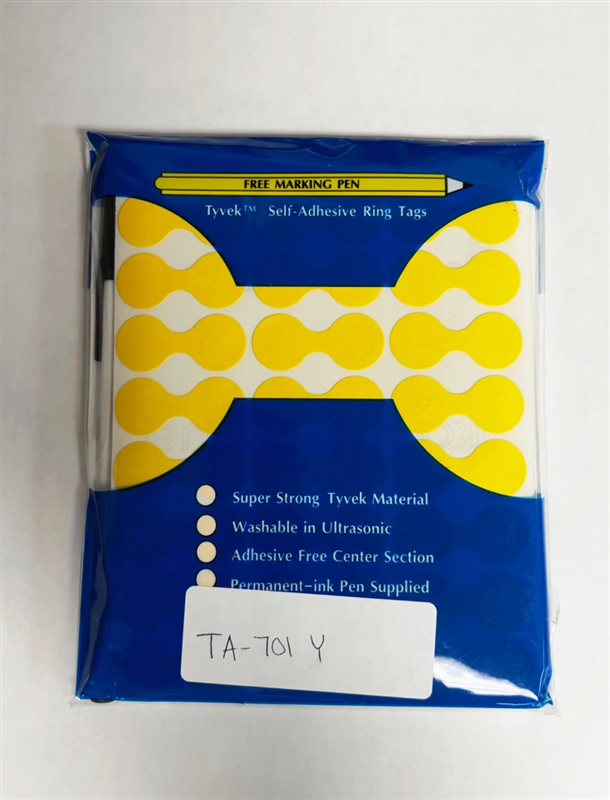 FREE MARKING PEN
Tyvek™ Self-Adhesive Ring Tags
Super Strong Tyvek Material
Washable in Ultrasonic
Adhesive Free Center Section
Permanent-ink Pen Supplied
TA-701 Y